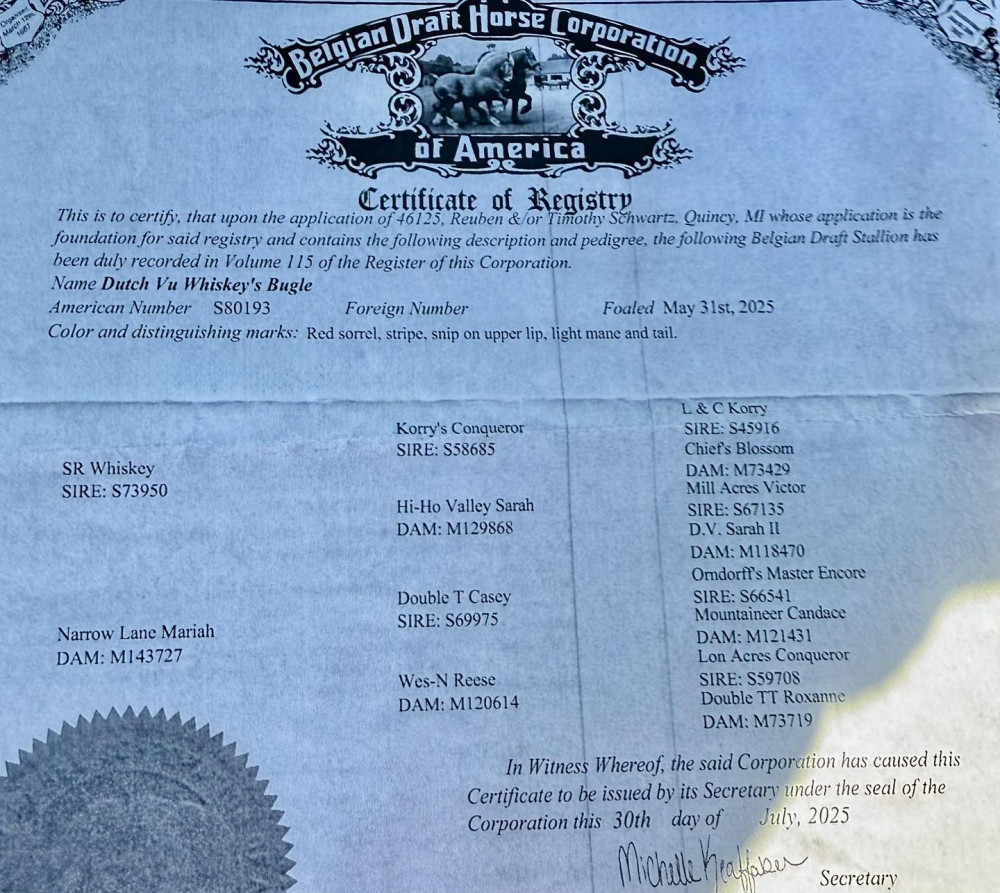 Organized
March 12th,
1887
Belgian Draft Horse Corporation
of America
Certificate of Registry
This is to certify, that upon the application of 46125, Reuben &/or Timothy Schwartz, Quincy, MI whose application is the
foundation for said registry and contains the following description and pedigree, the following Belgian Draft Stallion has
been duly recorded in Volume 115 of the Register of this Corporation.
Name Dutch Vu Whiskey's Bugle
American Number S80193 Foreign Number Foaled May 31st, 2025
Color and distinguishing marks: Red sorrel, stripe, snip on upper lip, light mane and tail.
SR Whiskey
SIRE: S73950
Narrow Lane Mariah
DAM: M143727
Korry's Conqueror
SIRE: S58685
Hi-Ho Valley Sarah
DAM: M129868
Double T Casey
SIRE: S69975
Wes-N Reese
DAM: M120614
L & C Korry
SIRE: S45916
Chief's Blossom
DAM: M73429
Mill Acres Victor
SIRE: S67135
D.V. Sarah II
DAM: M118470
Orndorff's Master Encore
SIRE: S66541
Mountaineer Candace
DAM: M121431
Lon Acres Conqueror
SIRE: S59708
Double TT Roxanne
DAM: M73719
In Witness Whereof, the said Corporation has caused this
Certificate to be issued by its Secretary under the seal of the
Corporation this 30th day of July, 2025
Michelle
Secretary